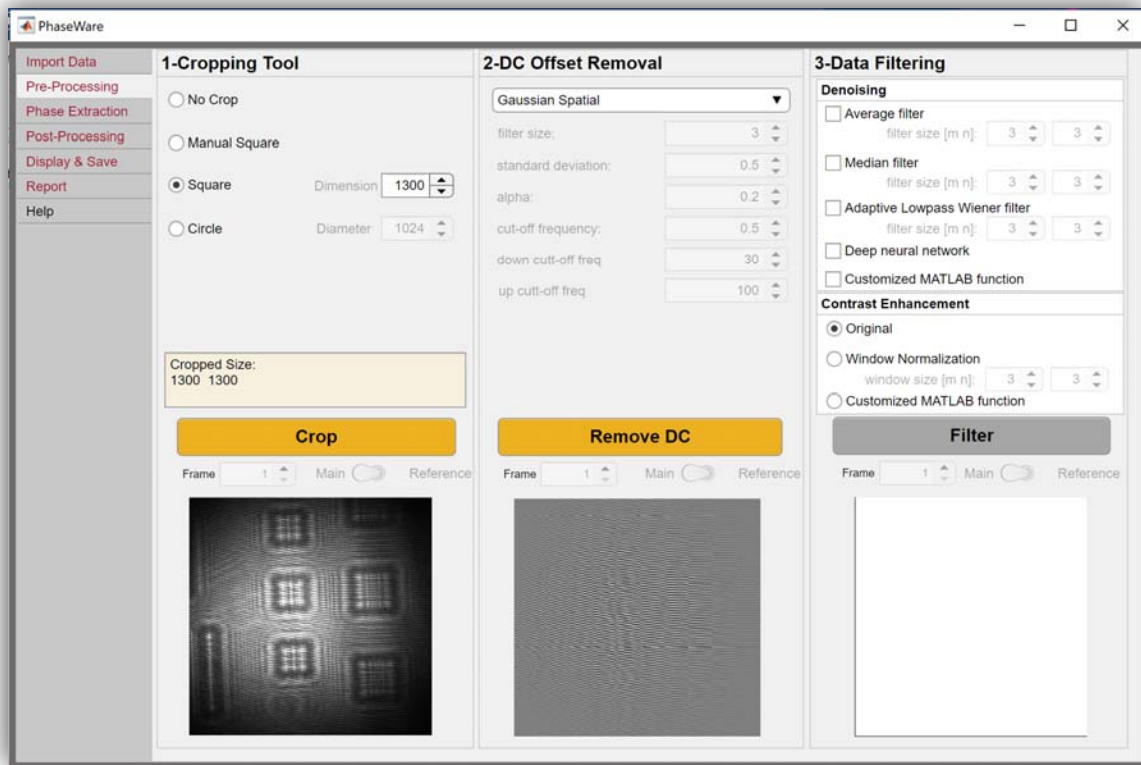 PhaseWare
Import Data
Pre-Processing
Phase Extraction
Post-Processing
Display & Save
Report
Help
1-Cropping Tool
No Crop
Manual Square
Square Dimension 1300
Circle Diameter 1024
Cropped Size:
1300 1300
Crop
Frame 1 Main Reference
2-DC Offset Removal
Gaussian Spatial
filter size: 3
standard deviation: 0.5
alpha: 0.2
cut-off frequency: 0.5
down cutt-off freq 30
up cutt-off freq 100
Remove DC
Frame 1 Main Reference
3-Data Filtering
Denoising
Average filter
filter size [m n]: 3 3
Median filter
filter size [m n]: 3 3
Adaptive Lowpass Wiener filter
filter size [m n]: 3 3
Deep neural network
Customized MATLAB function
Contrast Enhancement
Original
Window Normalization
window size [m n]: 3 3
Customized MATLAB function
Filter
Frame 1 Main Reference